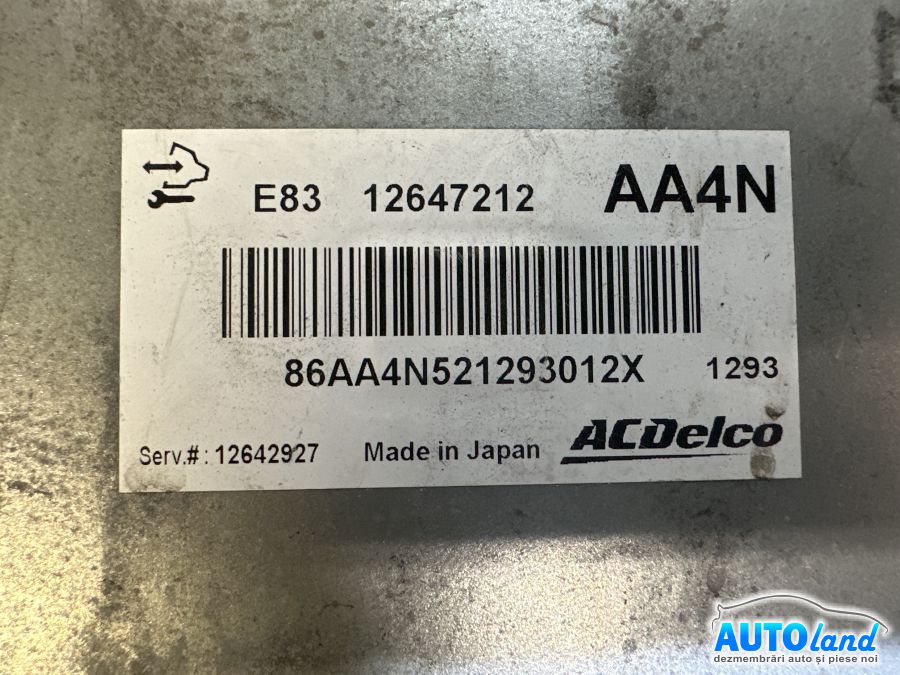 E83 12647212 AA4N
86AA4N521293012X 1293
Serv.#: 12642927 Made in Japan ACDelco
AUTOland
dezmembrări auto și piese noi